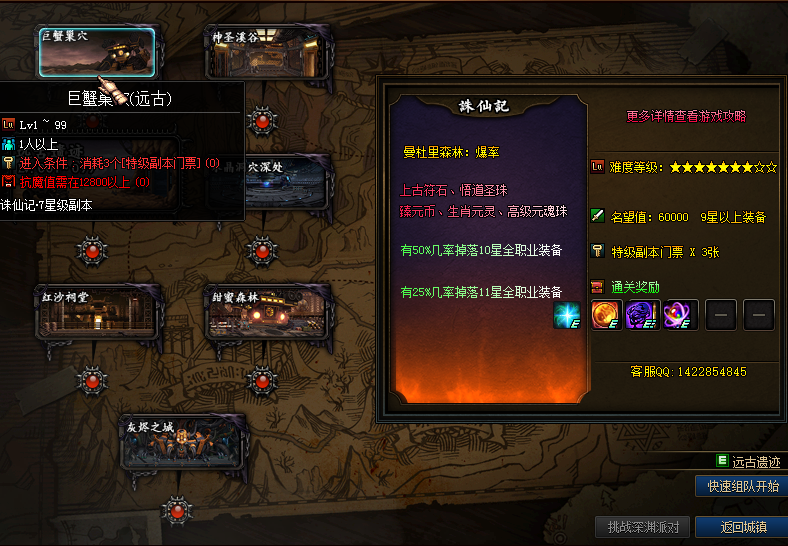 巨蟹巢穴
神圣溪谷
巨蟹巢穴(远古)
Lv Lv1 ~ 99
1人以上
进入条件：消耗3个[特级副本门票](0)
抗魔值需在12600以上(0)
诛仙记·7星级副本
穴深处
红沙祠堂
甜蜜森林
灰烬之城
诛仙記
曼杜里森林: 爆率
上古符石、悟道圣珠
臻元币、生肖元灵、高级元魂珠
有50%几率掉落10星全职业装备
有25%几率掉落11星全职业装备
E
更多详情查看游戏攻略
Lv 难度等级: ★★★★★★★☆☆
名望值: 60000 9星以上装备
特级副本门票 X 3张
通关奖励
E E E
客服QQ:1422854845
E 远古遗迹
快速组队开始
挑战深渊派对
返回城镇